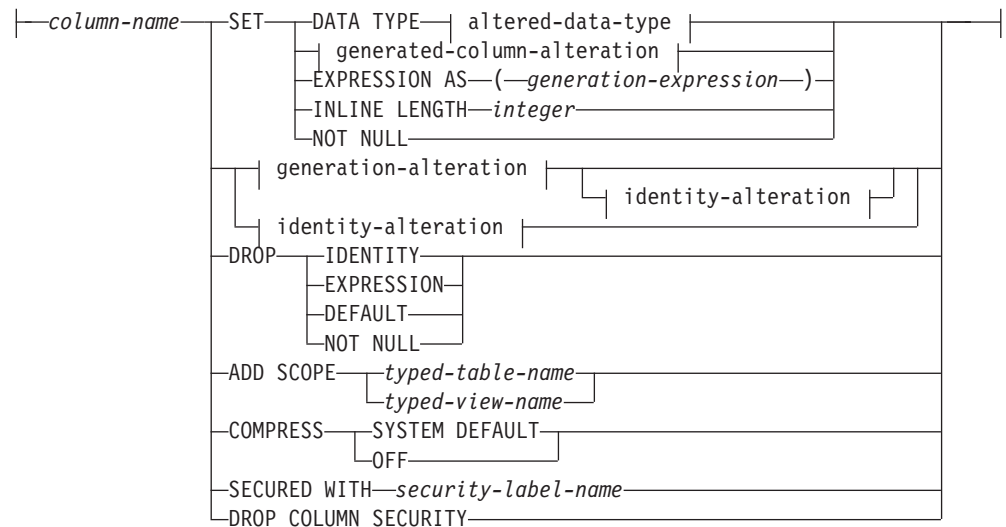 column-name SET DATA TYPE altered-data-type
generated-column-alteration
EXPRESSION AS ( generation-expression )
INLINE LENGTH integer
NOT NULL
generation-alteration
identity-alteration
identity-alteration
DROP IDENTITY
EXPRESSION
DEFAULT
NOT NULL
ADD SCOPE typed-table-name
typed-view-name
COMPRESS SYSTEM DEFAULT
OFF
SECURED WITH security-label-name
DROP COLUMN SECURITY